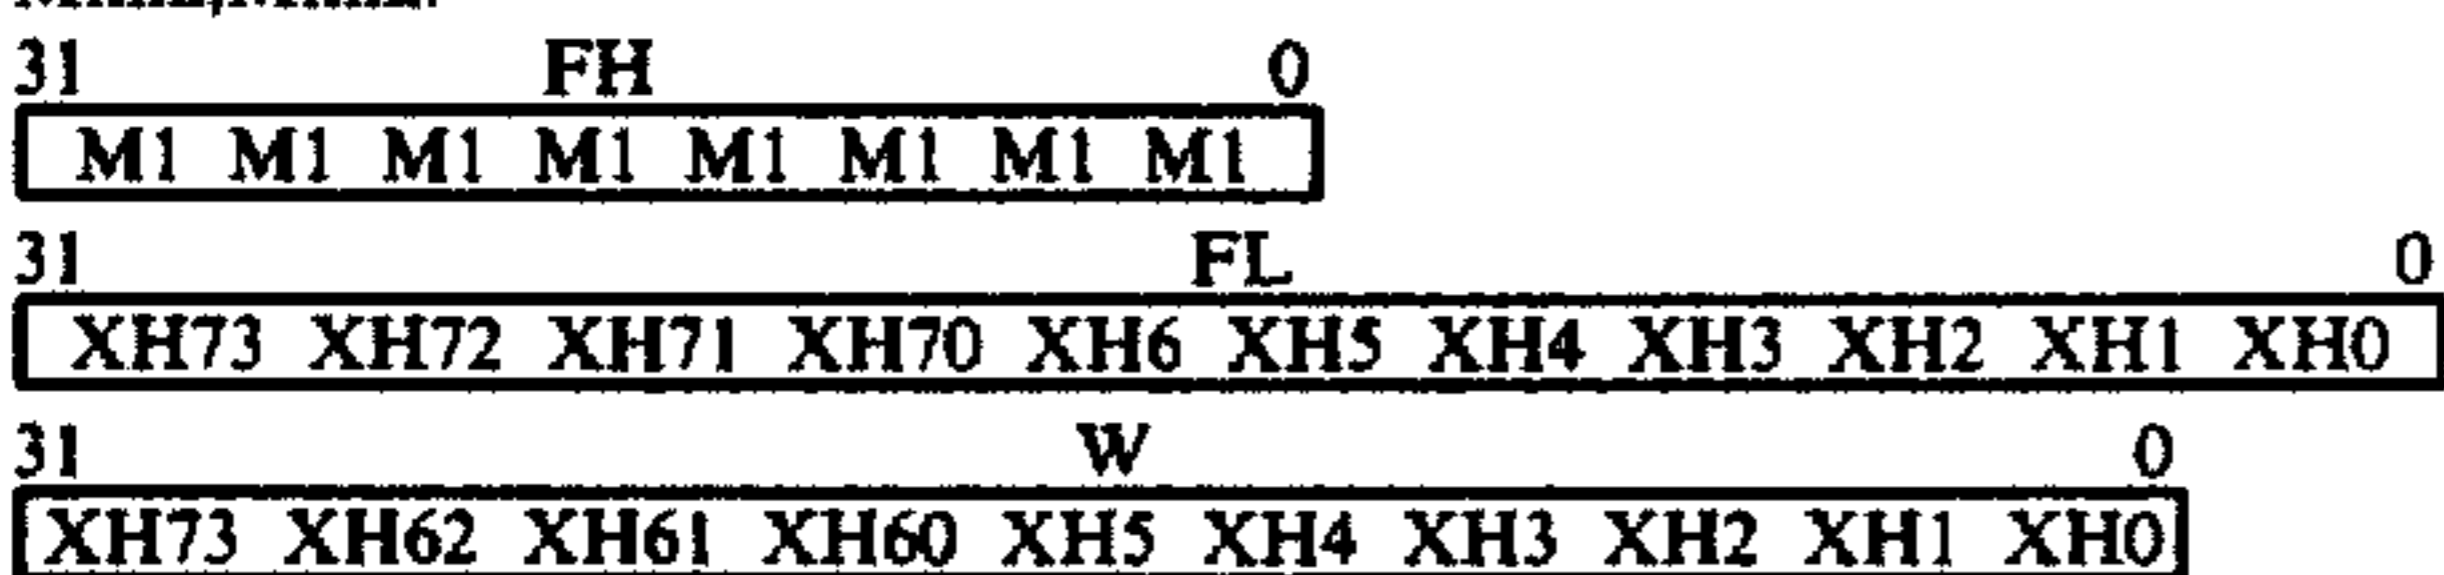 31 FH 0
M1 M1 M1 M1 M1 M1 M1 M1
31 FL 0
XH73 XH72 XH71 XH70 XH6 XH5 XH4 XH3 XH2 XH1 XH0
31 W 0
XH73 XH62 XH61 XH60 XH5 XH4 XH3 XH2 XH1 XH0